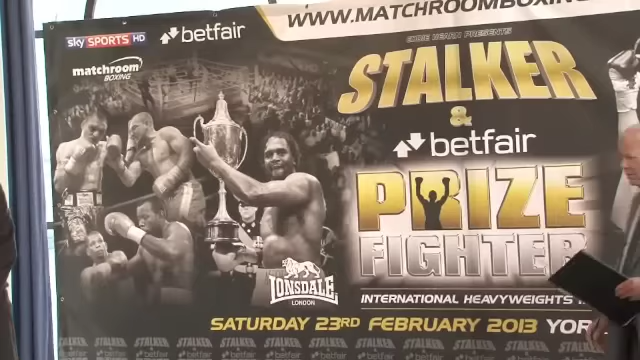 WWW.MATCHROOMBOXING
sky SPORTS HD
betfair
matchroom
BOXING
EDDIE HEARN PRESENTS
STALKER
&
betfair
PRIZE
FIGHTER
LONSDALE
LONDON
INTERNATIONAL HEAVYWEIGHTS
SATURDAY 23RD FEBRUARY 2013 YOR